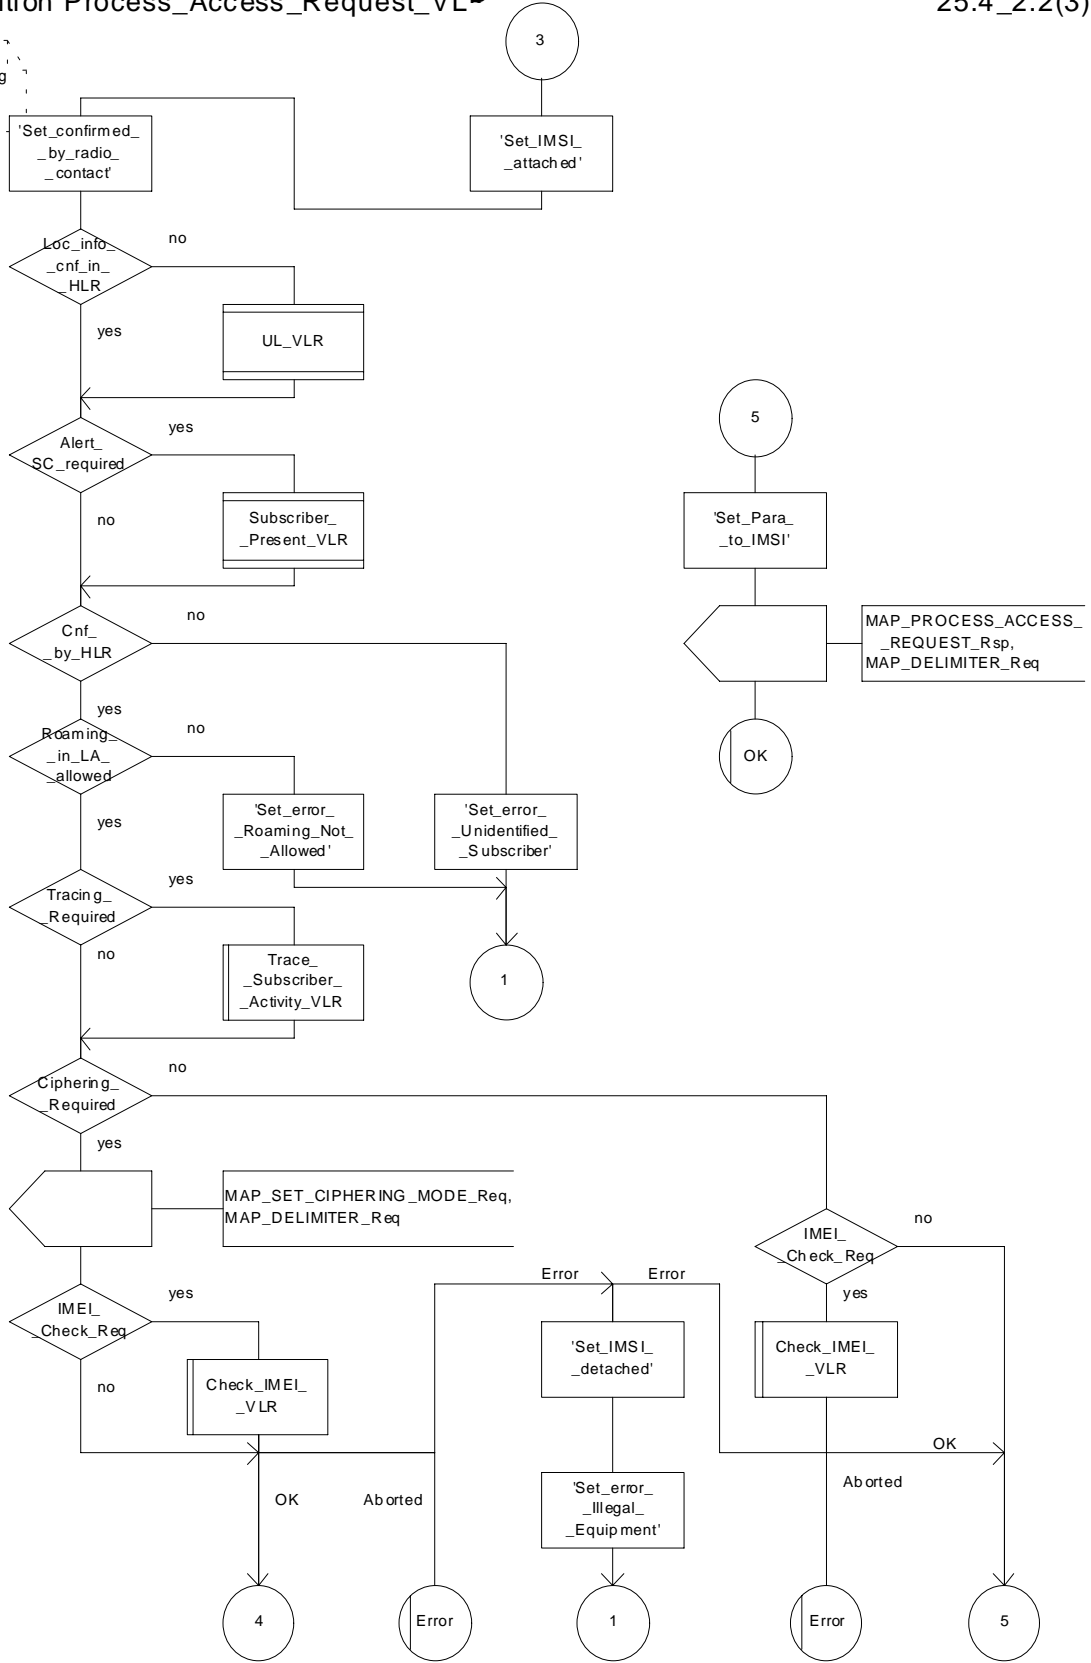 ition Process_Access_Request_VL~
25.4_2.2(3)
3
g
'Set_confirmed_
_by_radio_
_contact'
'Set_IMSI_
_attached'
Loc_info_
_cnf_in_
_HLR
no
yes
UL_VLR
Alert_
SC_required
yes
no
Subscriber_
_Present_VLR
5
'Set_Para_
_to_IMSI'
MAP_PROCESS_ACCESS_
_REQUEST_Rsp,
MAP_DELIMITER_Req
OK
Cnf_
_by_HLR
no
yes
Roaming_
_in_LA_
_allowed
no
yes
'Set_error_
_Roaming_Not_
_Allowed'
'Set_error_
_Unidentified_
_Subscriber'
Tracing_
_Required
yes
no
Trace_
_Subscriber_
_Activity_VLR
1
Ciphering_
_Required
no
yes
MAP_SET_CIPHERING_MODE_Req,
MAP_DELIMITER_Req
IMEI_
_Check_Req
no
yes
IMEI_
_Check_Req
yes
no
Check_IMEI_
_VLR
Error
Error
'Set_IMSI_
_detached'
Check_IMEI_
_VLR
OK
Aborted
OK
Aborted
'Set_error_
_Illegal_
_Equipment'
4
Error
1
Error
5